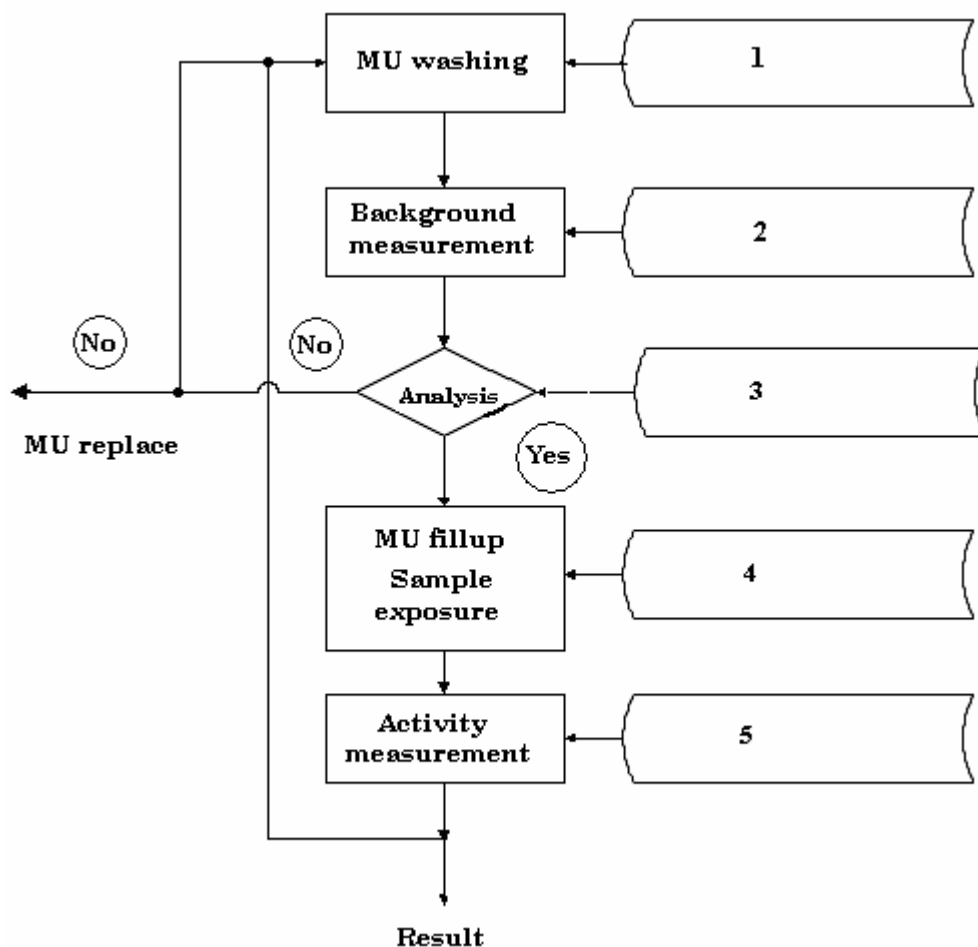 MU washing
1
Background
measurement
2
No
No
Analysis
3
MU replace
Yes
MU fillup
Sample
exposure
4
Activity
measurement
5
Result